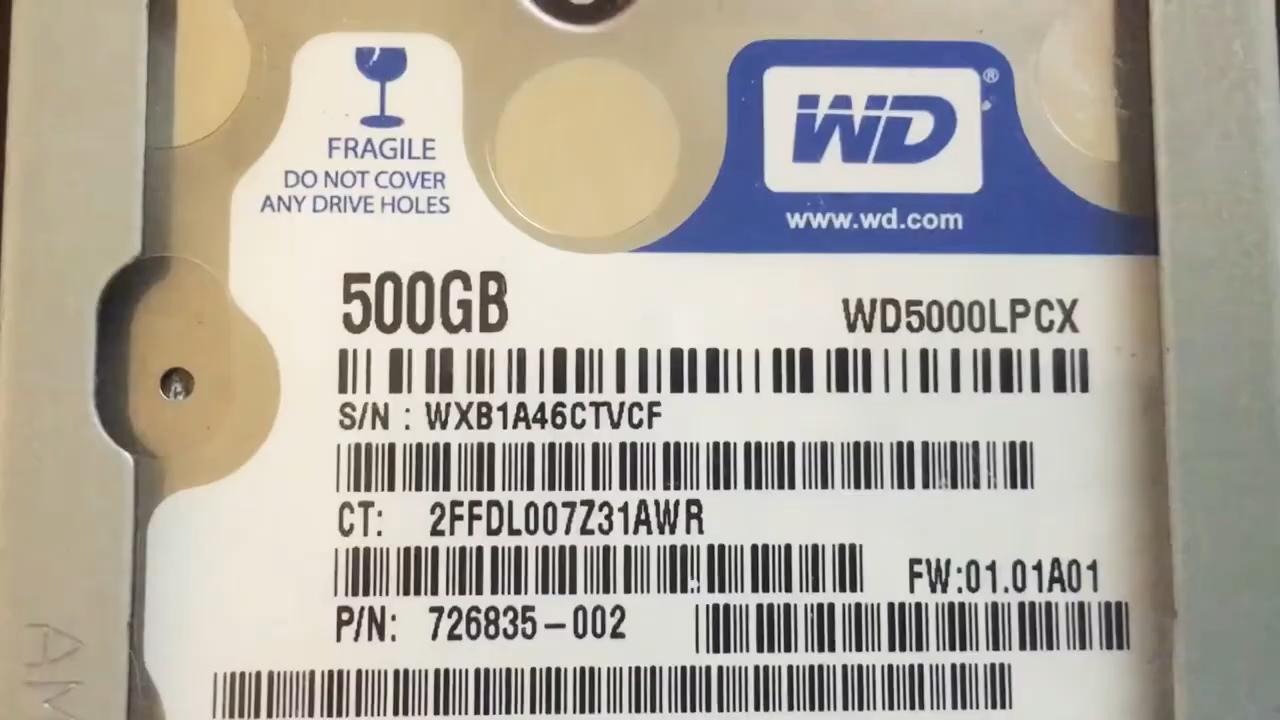 FRAGILE
DO NOT COVER
ANY DRIVE HOLES
WD®
www.wd.com
500GB
WD5000LPCX
S/N : WXB1A46CTVCF
CT: 2FFDL007Z31AWR
FW:01.01A01
P/N: 726835-002
AM